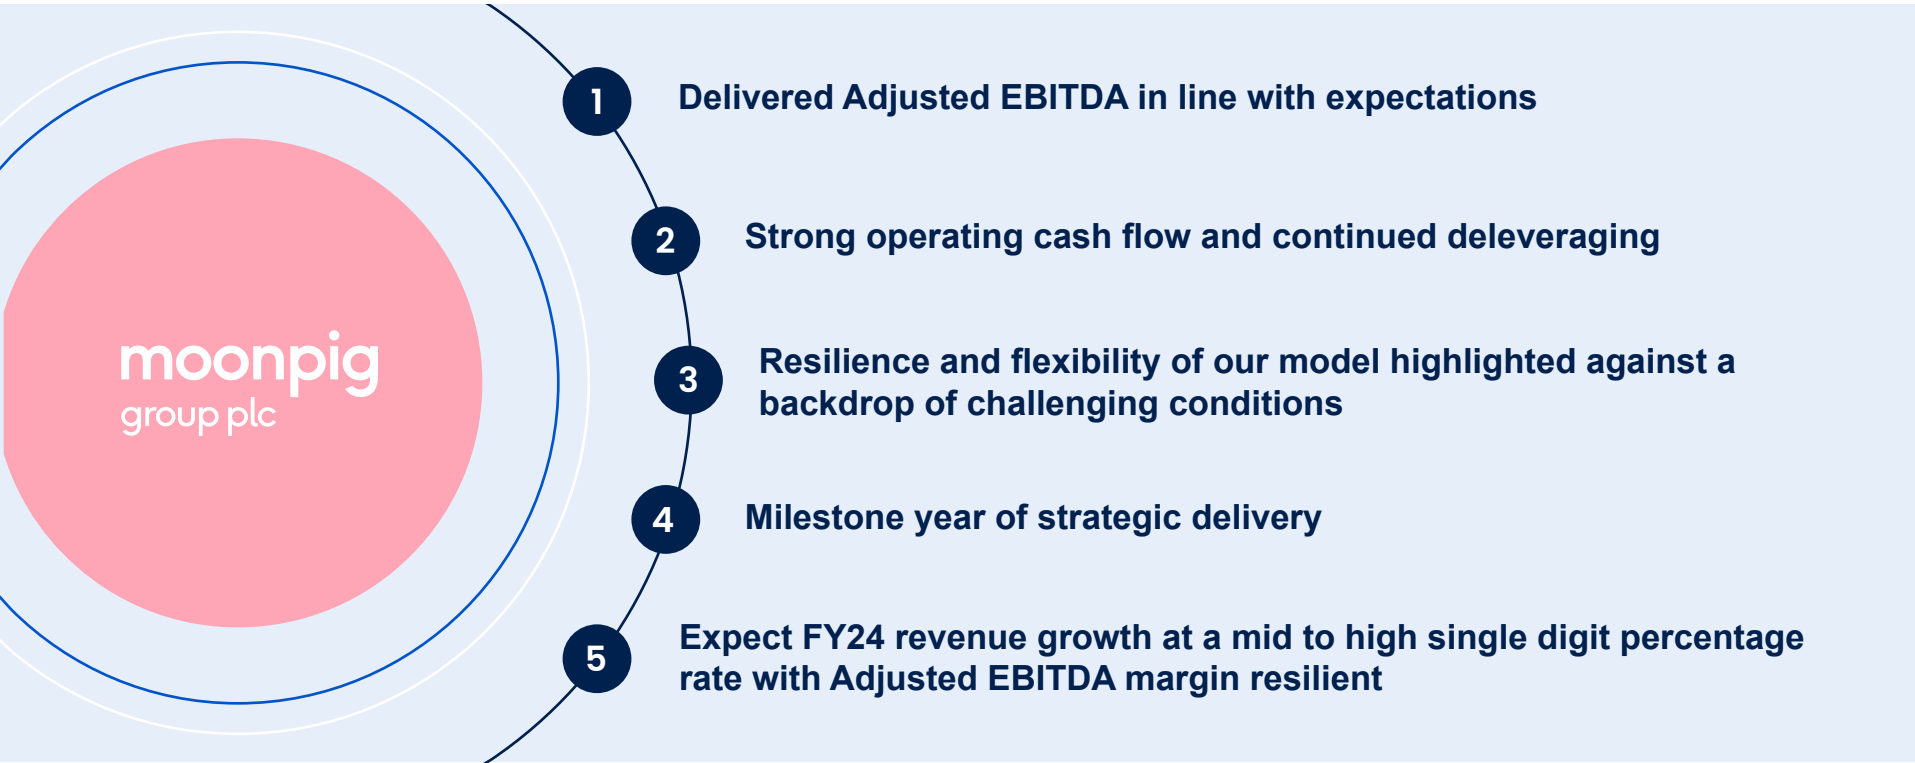 moonpig
group plc
1
Delivered Adjusted EBITDA in line with expectations
2
Strong operating cash flow and continued deleveraging
3
Resilience and flexibility of our model highlighted against a
backdrop of challenging conditions
4
Milestone year of strategic delivery
5
Expect FY24 revenue growth at a mid to high single digit percentage
rate with Adjusted EBITDA margin resilient